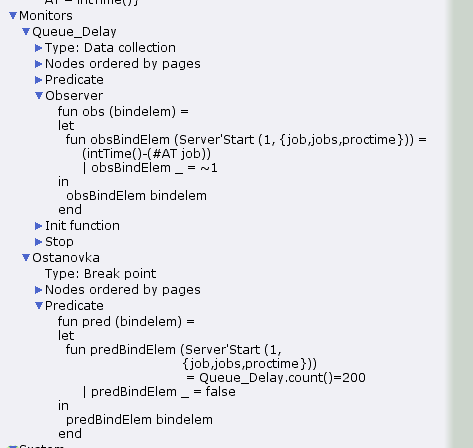 AT = intTime()}
▼Monitors
▼Queue_Delay
▶Type: Data collection
▶Nodes ordered by pages
▶Predicate
▼Observer
fun obs (bindelem) =
let
fun obsBindElem (Server'Start (1, {job,jobs,proctime})) =
(intTime()-(#AT job))
| obsBindElem _ = ~1
in
obsBindElem bindelem
end
▶Init function
▶Stop
▼Ostanovka
Type: Break point
▶Nodes ordered by pages
▼Predicate
fun pred (bindelem) =
let
fun predBindElem (Server'Start (1,
{job,jobs,proctime}))
= Queue_Delay.count()=200
| predBindElem _ = false
in
predBindElem bindelem
end